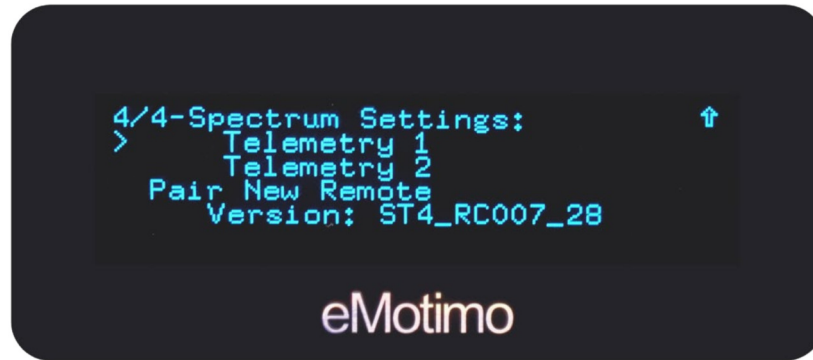 4/4-Spectrum Settings: ⇧
> Telemetry 1
Telemetry 2
Pair New Remote
Version: ST4_RC007_28
eMotimo